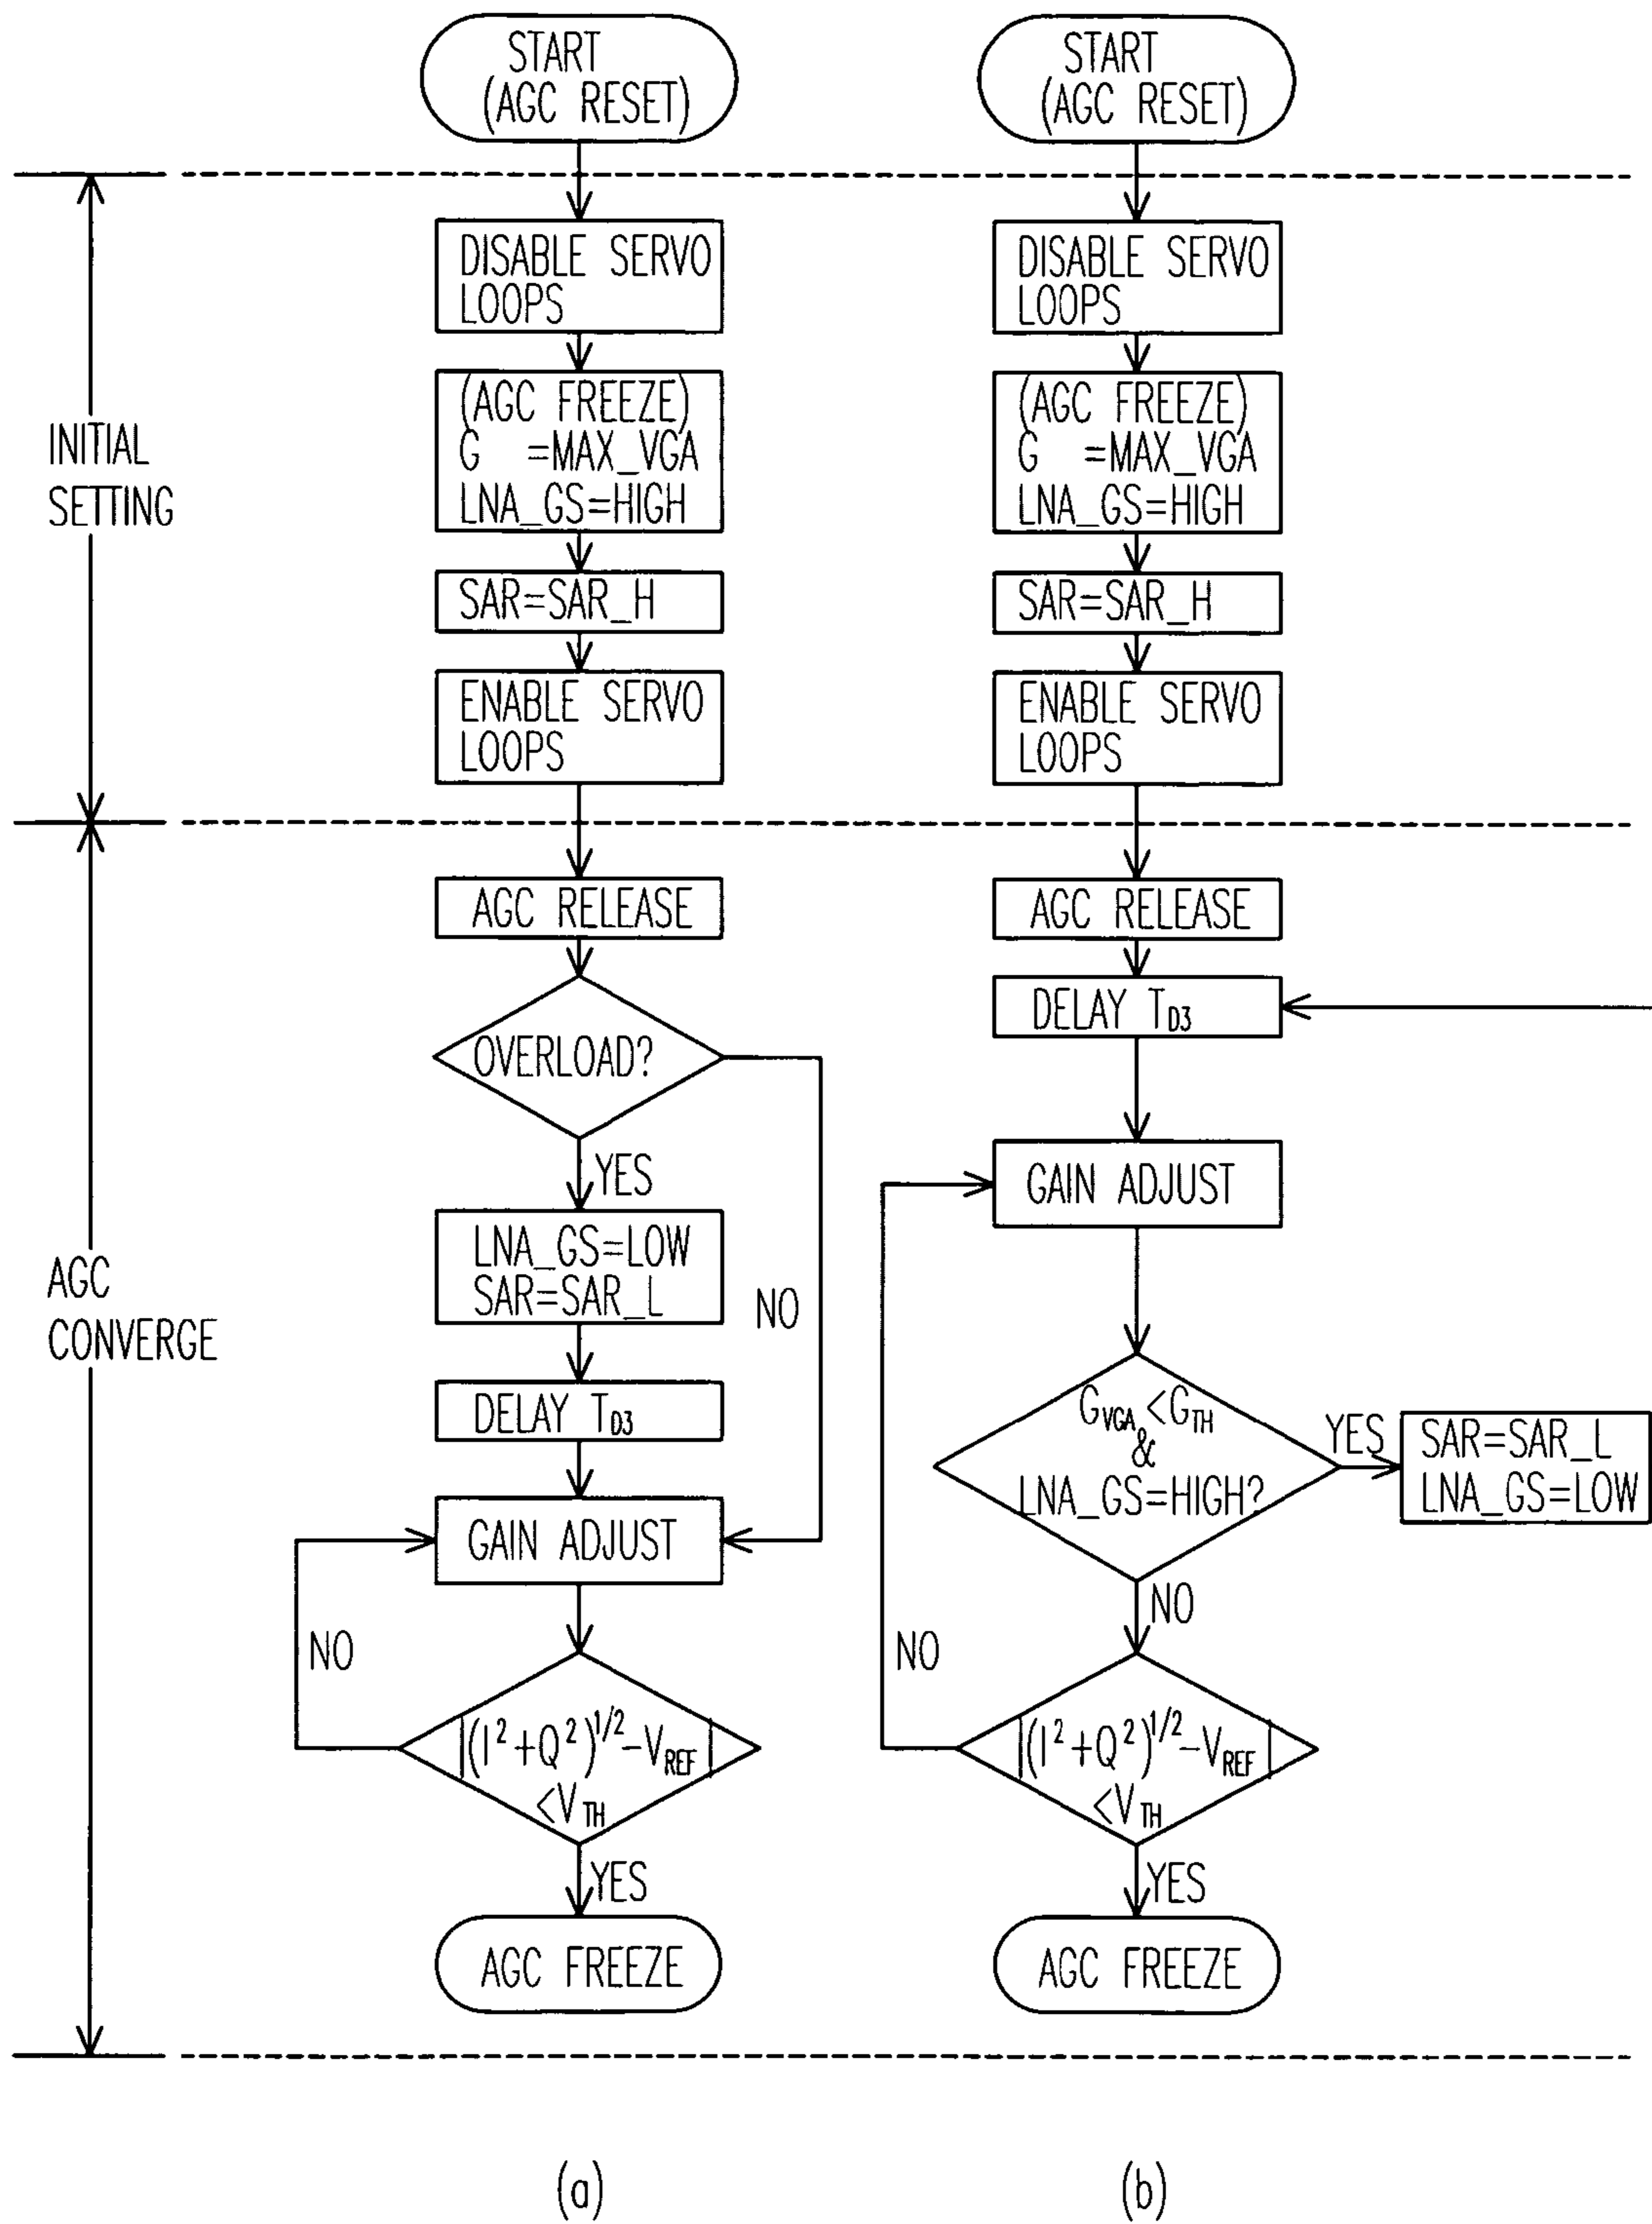 START
(AGC RESET)
DISABLE SERVO
LOOPS
(AGC FREEZE)
G =MAX_VGA
LNA_GS=HIGH
SAR=SAR_H
ENABLE SERVO
LOOPS
AGC RELEASE
OVERLOAD?
YES
NO
LNA_GS=LOW
SAR=SAR_L
DELAY T_D3
GAIN ADJUST
NO
|(I²+Q²)^1/2-V_REF|
<V_TH
YES
AGC FREEZE
(a)
START
(AGC RESET)
DISABLE SERVO
LOOPS
(AGC FREEZE)
G =MAX_VGA
LNA_GS=HIGH
SAR=SAR_H
ENABLE SERVO
LOOPS
AGC RELEASE
DELAY T_D3
GAIN ADJUST
G_VGA<G_TH
&
LNA_GS=HIGH?
YES
SAR=SAR_L
LNA_GS=LOW
NO
NO
|(I²+Q²)^1/2-V_REF|
<V_TH
YES
AGC FREEZE
(b)
INITIAL
SETTING
AGC
CONVERGE